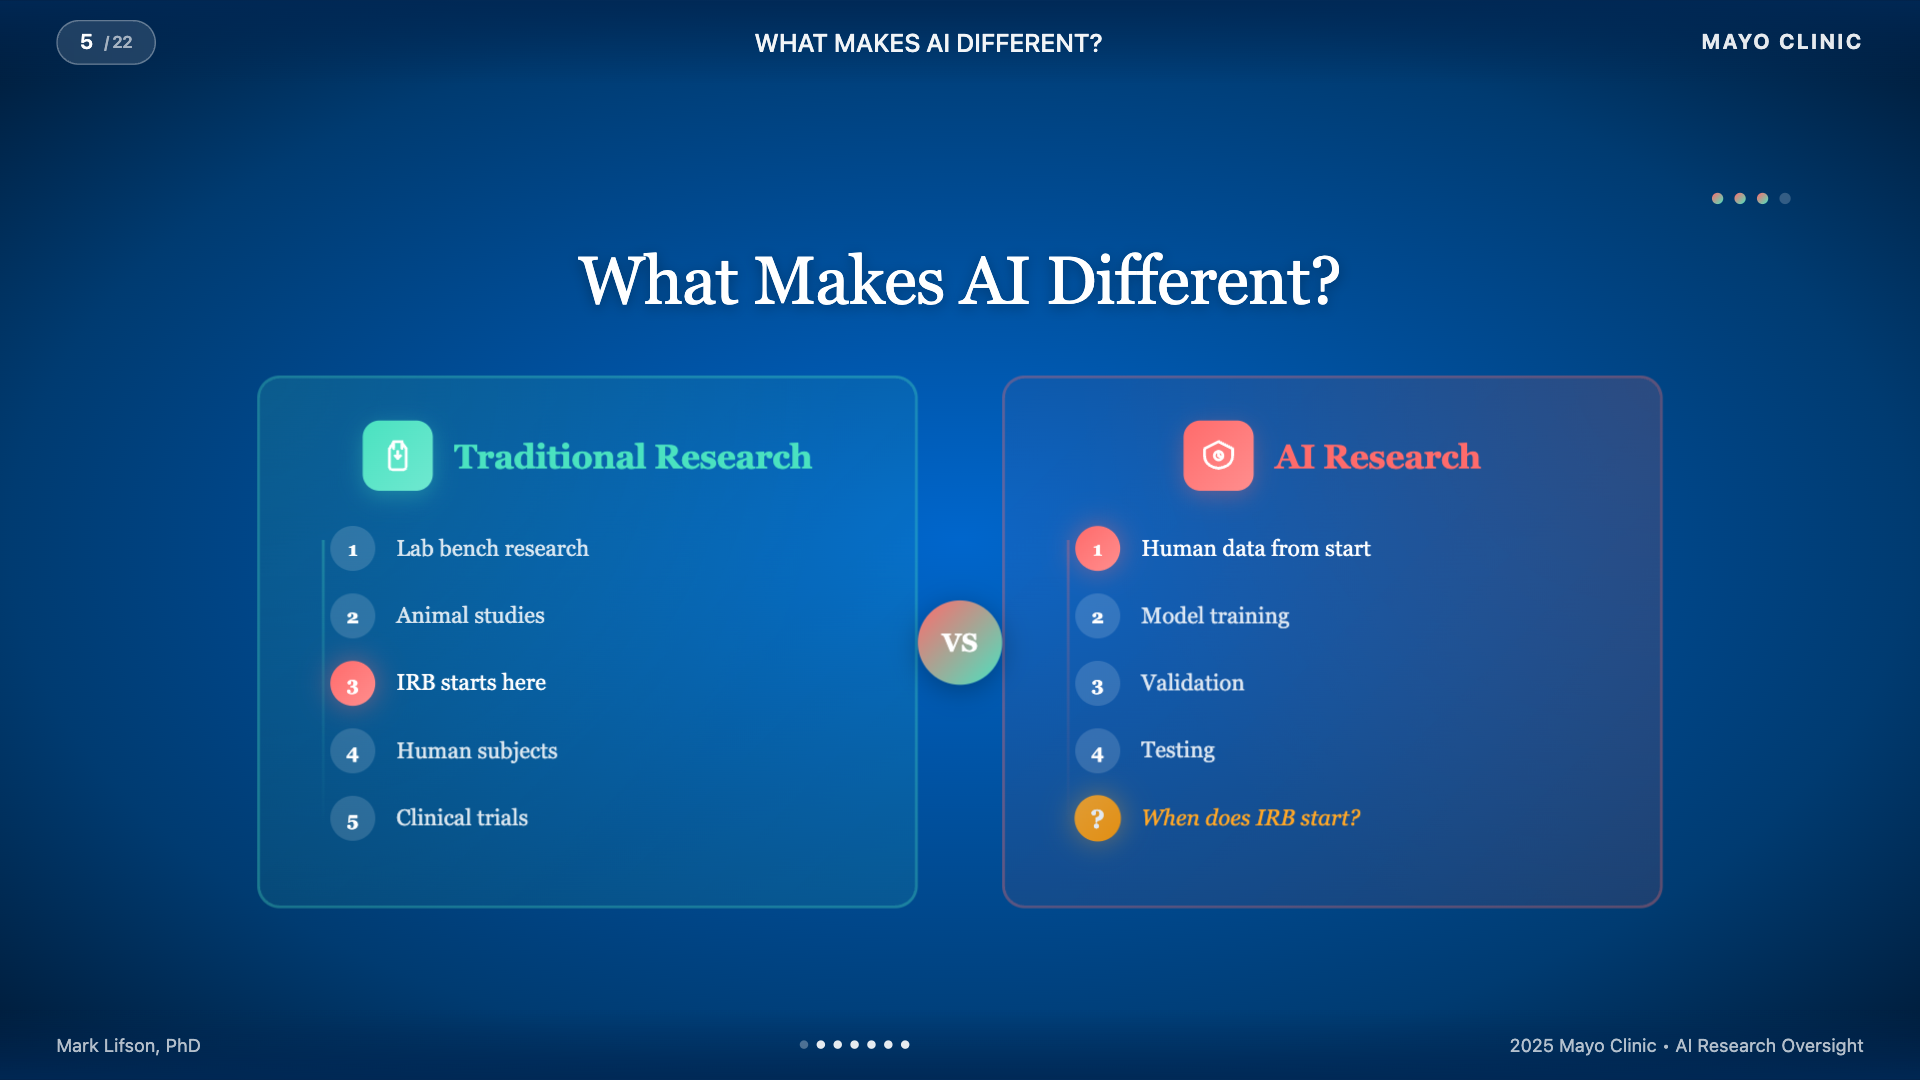 5 /22
WHAT MAKES AI DIFFERENT?
MAYO CLINIC
What Makes AI Different?
Traditional Research
1 Lab bench research
2 Animal studies
3 IRB starts here
4 Human subjects
5 Clinical trials
VS
AI Research
1 Human data from start
2 Model training
3 Validation
4 Testing
? When does IRB start?
Mark Lifson, PhD
2025 Mayo Clinic • AI Research Oversight